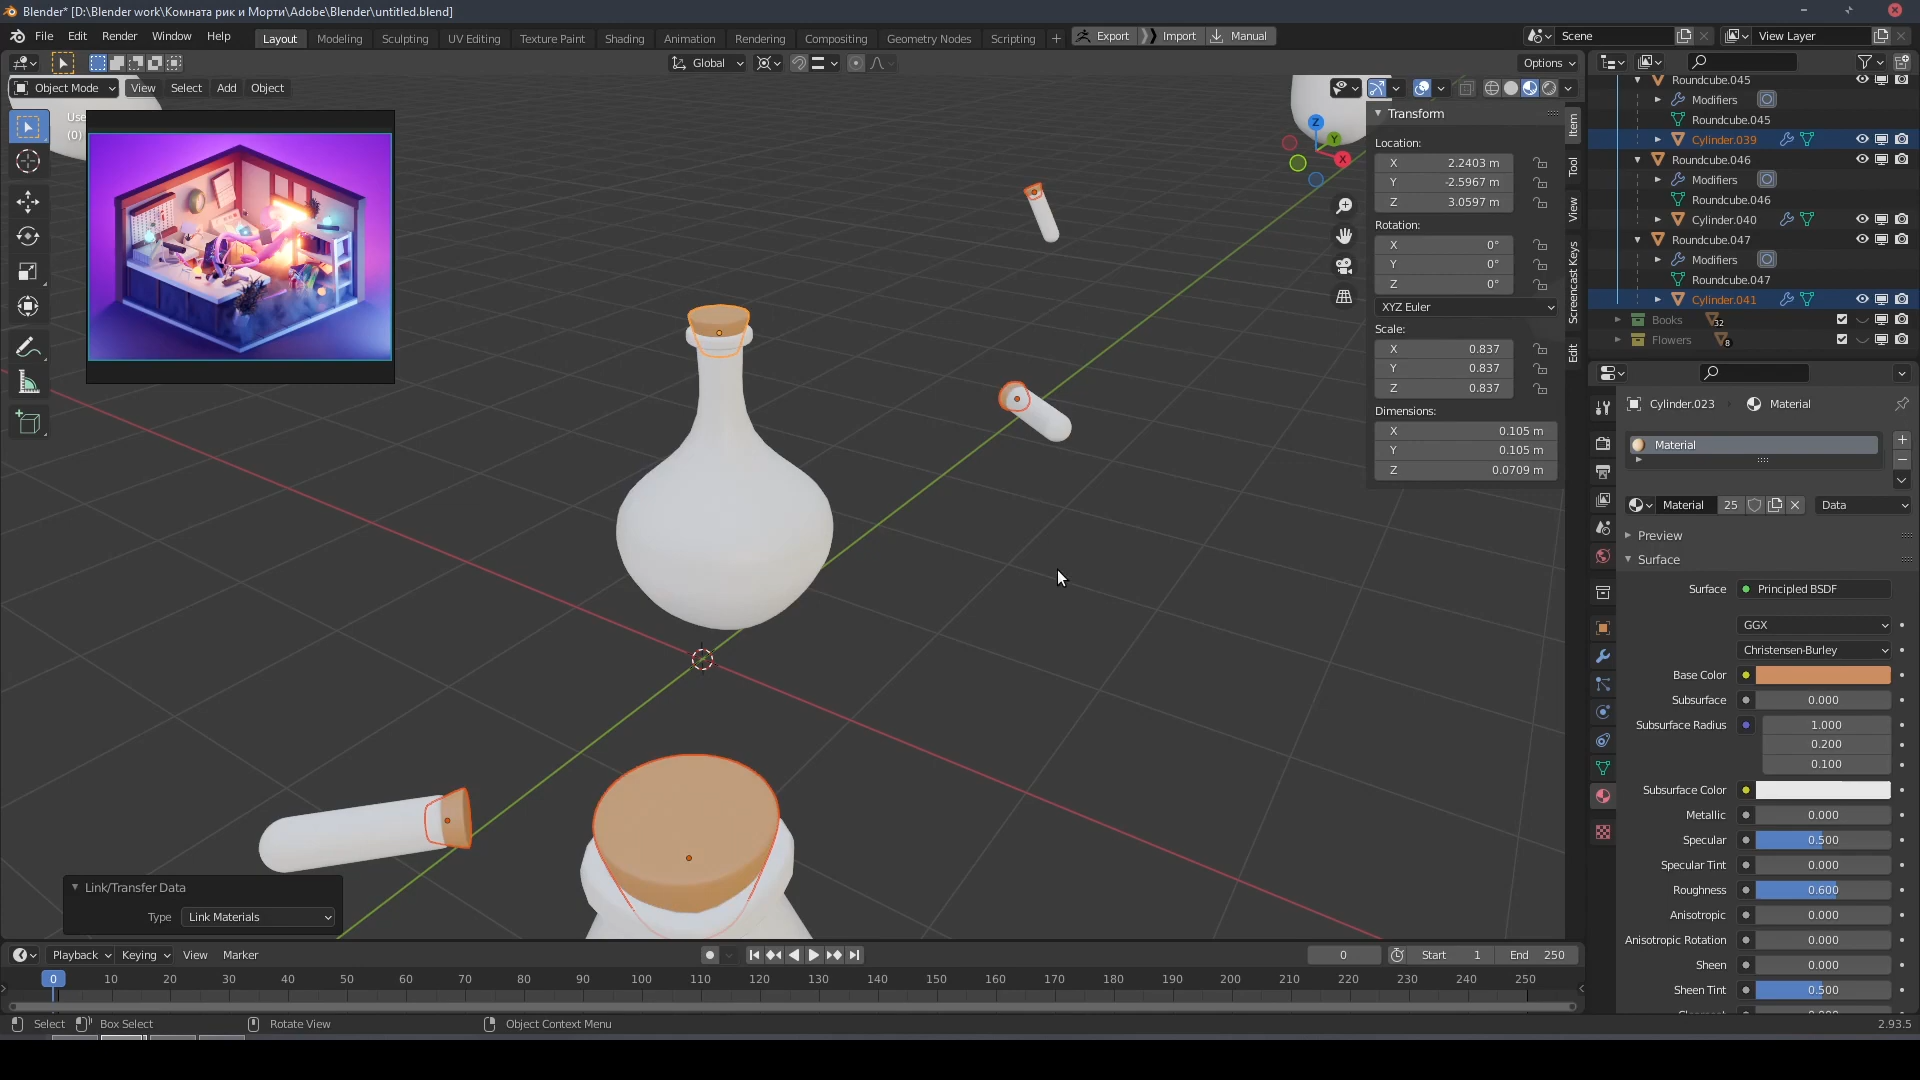 Blender* [D:\Blender work\Комната рик и Морти\Adobe\Blender\untitled.blend]
File Edit Render Window Help
Layout Modeling Sculpting UV Editing Texture Paint Shading Animation Rendering Compositing Geometry Nodes Scripting +
Export Import Manual
Scene
View Layer
Global
Options
Object Mode View Select Add Object
Use
(0)
Z
Y
X
Transform
Location:
X 2.2403 m
Y -2.5967 m
Z 3.0597 m
Rotation:
X 0°
Y 0°
Z 0°
XYZ Euler
Scale:
X 0.837
Y 0.837
Z 0.837
Dimensions:
X 0.105 m
Y 0.105 m
Z 0.0709 m
Item
Tool
View
Screencast Keys
Edit
Roundcube.045
Modifiers
Roundcube.045
Cylinder.039
Roundcube.046
Modifiers
Roundcube.046
Cylinder.040
Roundcube.047
Modifiers
Roundcube.047
Cylinder.041
Books 32
Flowers 8
Cylinder.023 Material
Material
Material 25 Data
Preview
Surface
Surface Principled BSDF
GGX
Christensen-Burley
Base Color
Subsurface 0.000
Subsurface Radius 1.000
0.200
0.100
Subsurface Color
Metallic 0.000
Specular 0.500
Specular Tint 0.000
Roughness 0.600
Anisotropic 0.000
Anisotropic Rotation 0.000
Sheen 0.000
Sheen Tint 0.500
Link/Transfer Data
Type Link Materials
Playback Keying View Marker
0 Start 1 End 250
0 10 20 30 40 50 60 70 80 90 100 110 120 130 140 150 160 170 180 190 200 210 220 230 240 250
Select Box Select Rotate View Object Context Menu
2.93.5